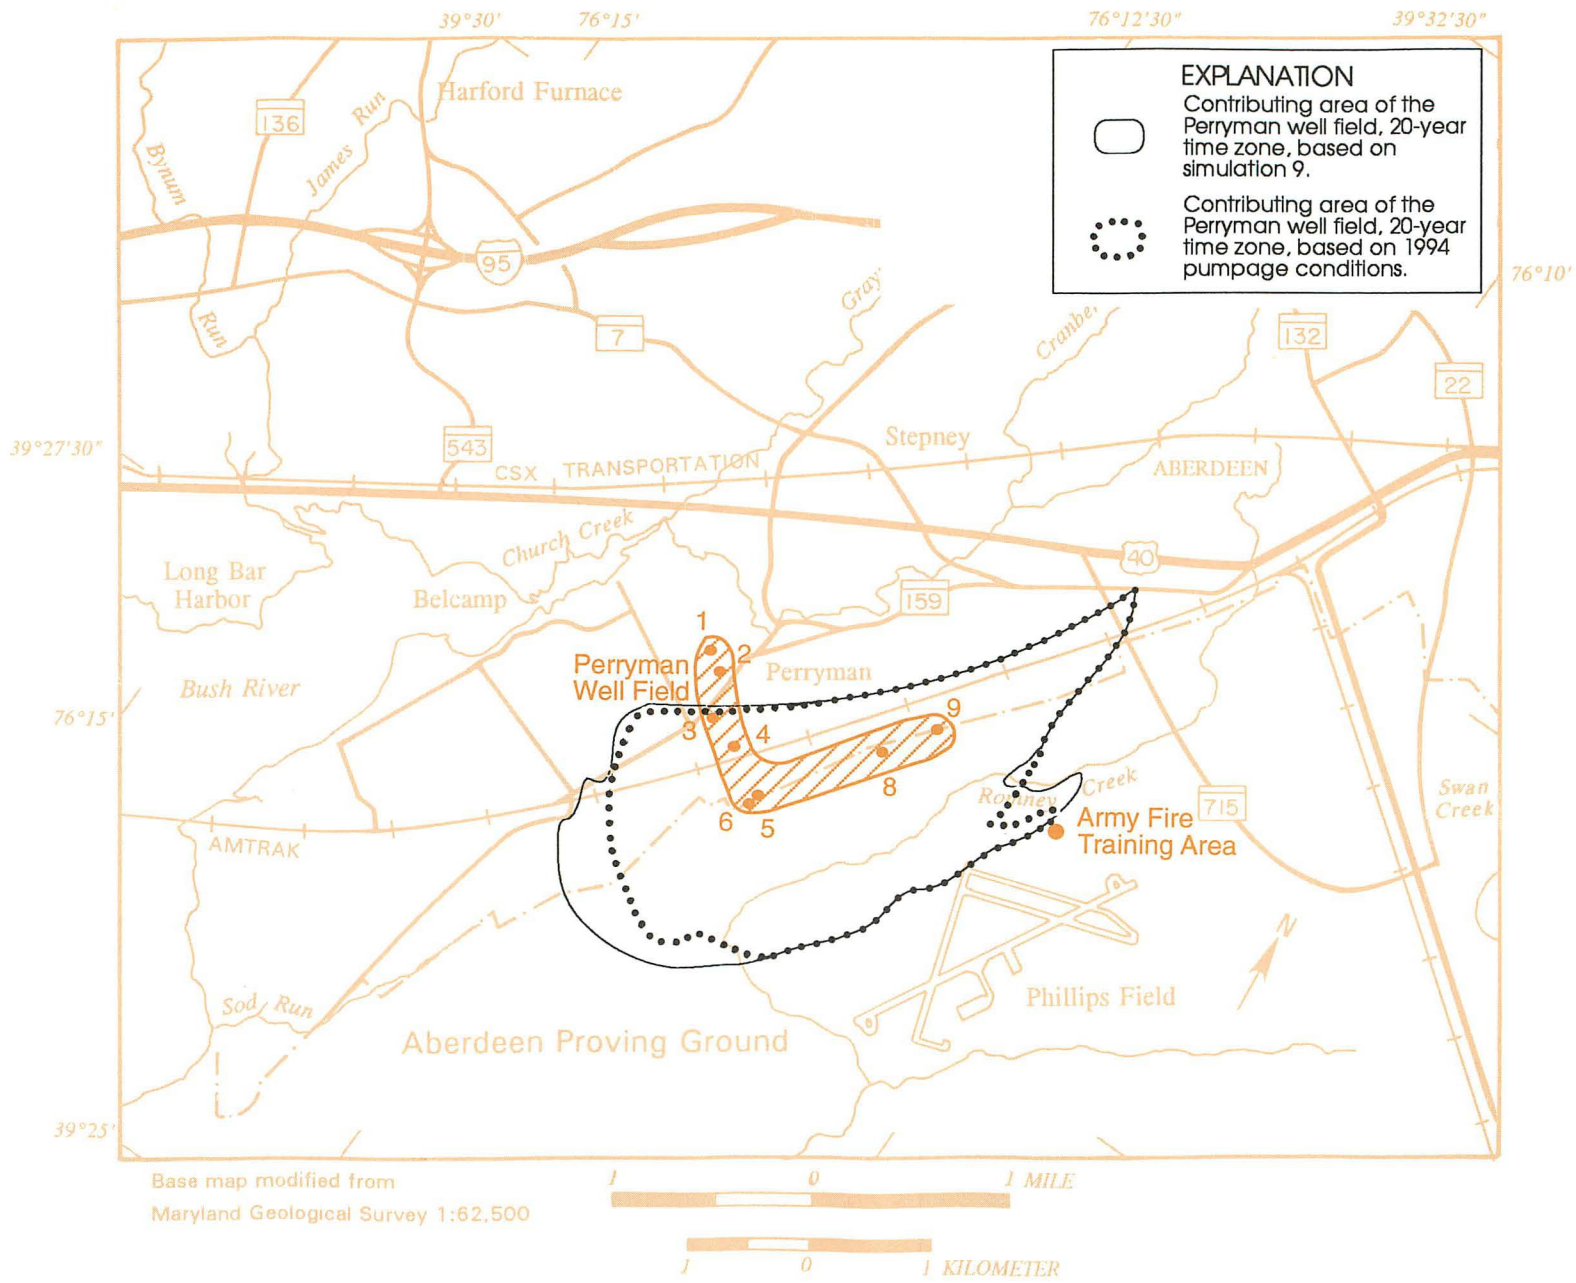 39°30'
76°15'
76°12'30"
39°32'30"
EXPLANATION
Contributing area of the
Perryman well field, 20-year
time zone, based on
simulation 9.
Contributing area of the
Perryman well field, 20-year
time zone, based on 1994
pumpage conditions.
Harford Furnace
136
James Run
Bynum
Run
95
76°10'
Gray
Cranbe
7
132
22
543
39°27'30"
Stepney
CSX TRANSPORTATION
ABERDEEN
Church Creek
40
Long Bar
Harbor
Belcamp
159
1
2
Perryman
Well Field
Perryman
Bush River
76°15'
3
4
9
8
6
5
Romney Creek
715
Swan
Creek
Army Fire
Training Area
AMTRAK
N
Sod Run
Phillips Field
Aberdeen Proving Ground
39°25'
Base map modified from
Maryland Geological Survey 1:62,500
1 0 1 MILE
1 0 1 KILOMETER